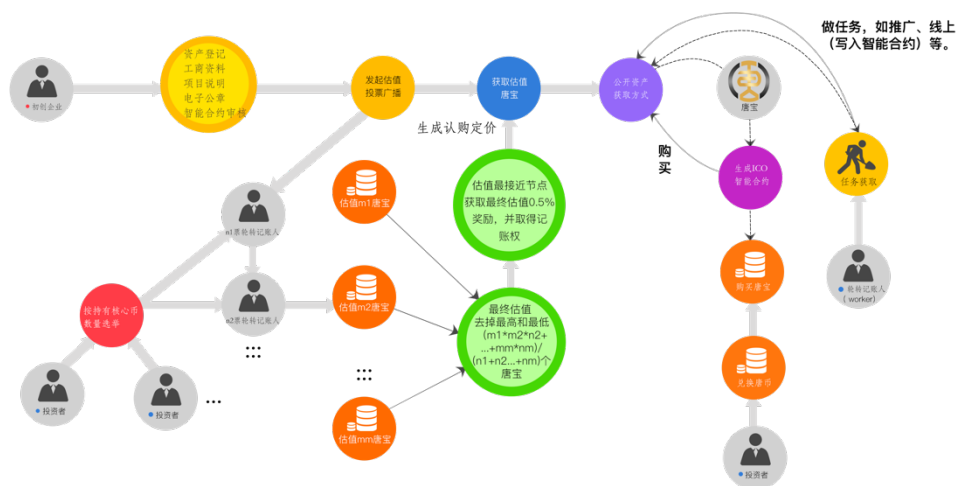 做任务，如推广、线上
（写入智能合约）等。
资产登记
工商资料
项目说明
电子公章
智能合约审核
初创企业
发起估值
投票广播
获取估值
唐宝
公开资产
获取方式
唐宝
生成认购定价
购买
生成ICO
智能合约
任务获取
估值m1唐宝
估值最接近节点
获取最终估值0.5%
奖励，并取得记
账权
n1票轮转记账人
购买唐宝
轮转记账人
( worker)
按持有核心币
数量选举
n2票轮转记账人
估值m2唐宝
最终估值
去掉最高和最低
(m1*m2*n2+
...+mm*nm)/
(n1+n2...+nm)个
唐宝
:::
:::
兑换唐币
投资者
投资者
...
估值mm唐宝
投资者